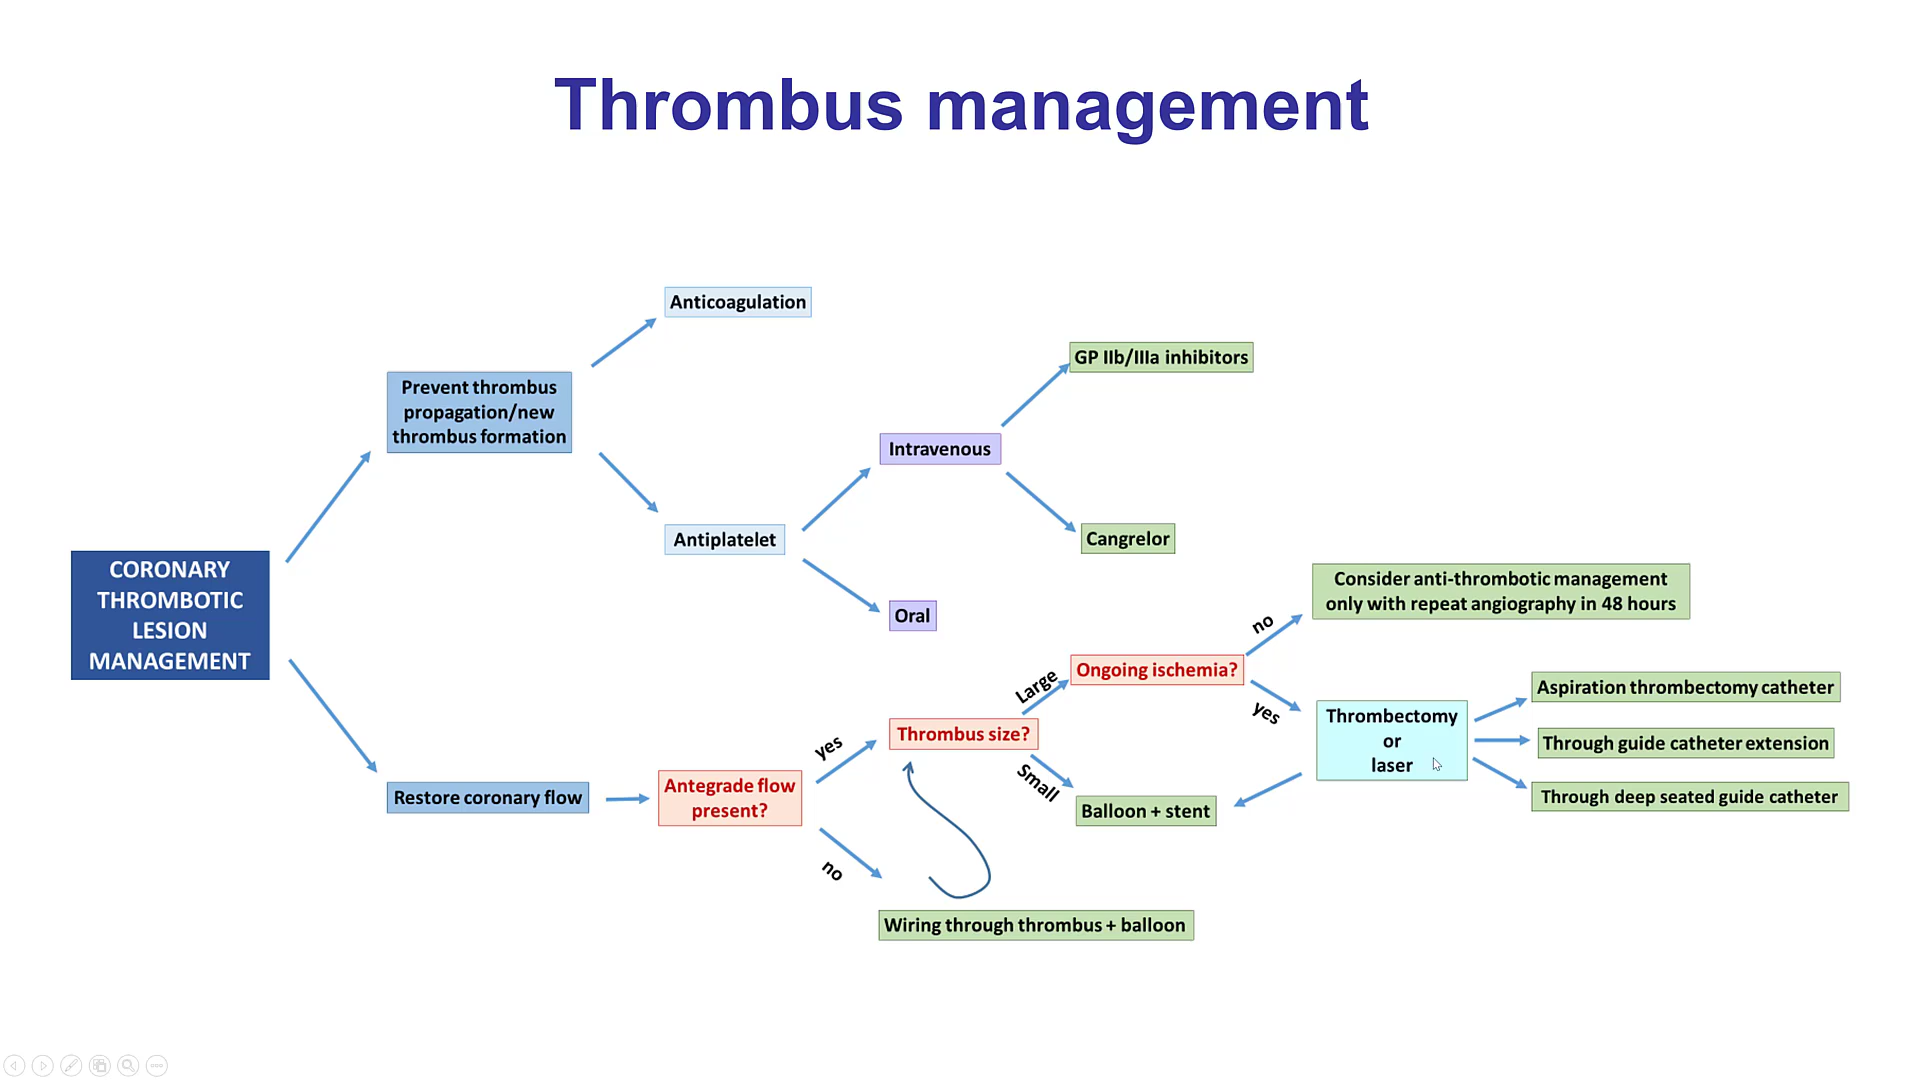 Thrombus management
Anticoagulation
GP IIb/IIIa inhibitors
Prevent thrombus
propagation/new
thrombus formation
Intravenous
Antiplatelet
Cangrelor
Oral
CORONARY
THROMBOTIC
LESION
MANAGEMENT
Consider anti-thrombotic management
only with repeat angiography in 48 hours
no
Ongoing ischemia?
Large
yes
Aspiration thrombectomy catheter
Thrombectomy
or
laser
Through guide catheter extension
Through deep seated guide catheter
Thrombus size?
yes
Small
Restore coronary flow
Antegrade flow
present?
Balloon + stent
no
Wiring through thrombus + balloon